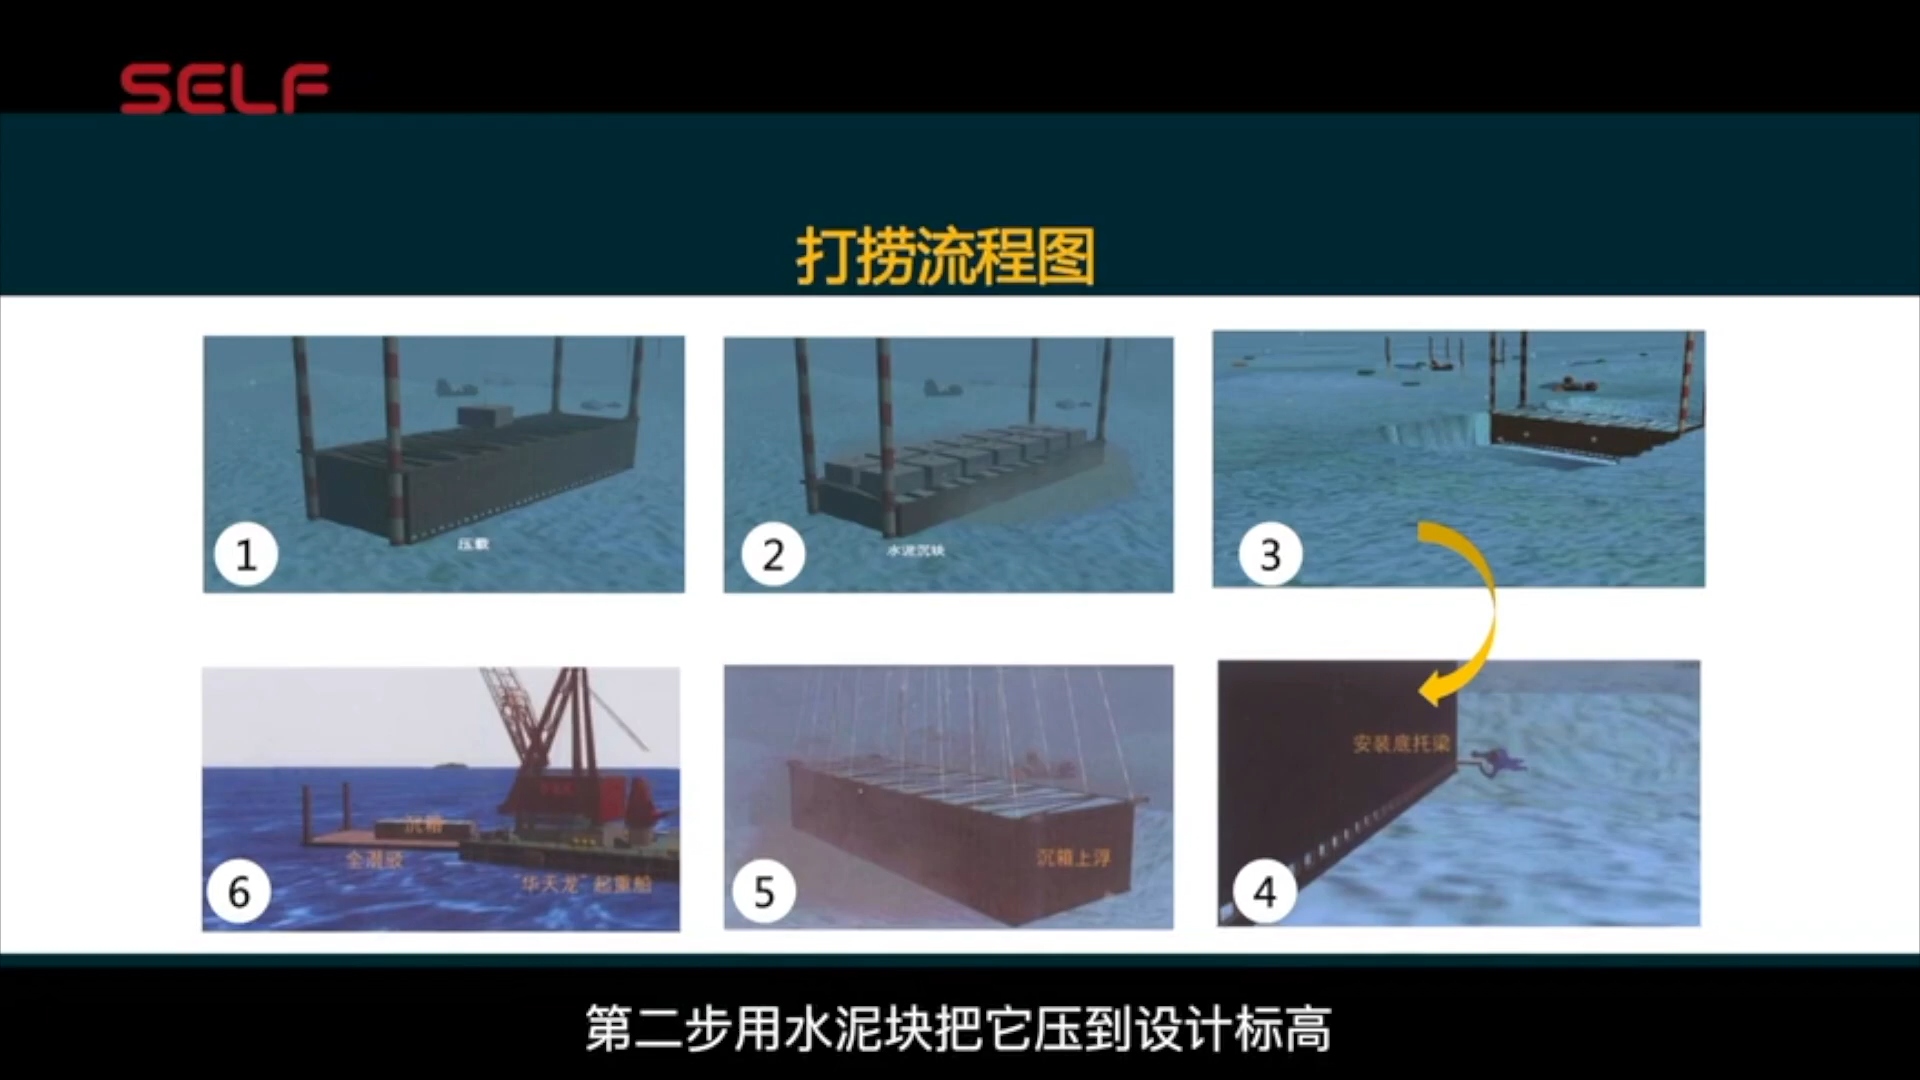 SELF
打捞流程图
1
压载
2
水泥沉块
3
安装底托梁
4
沉箱上浮
5
沉箱
全潜驳
"华天龙"起重船
6
第二步用水泥块把它压到设计标高